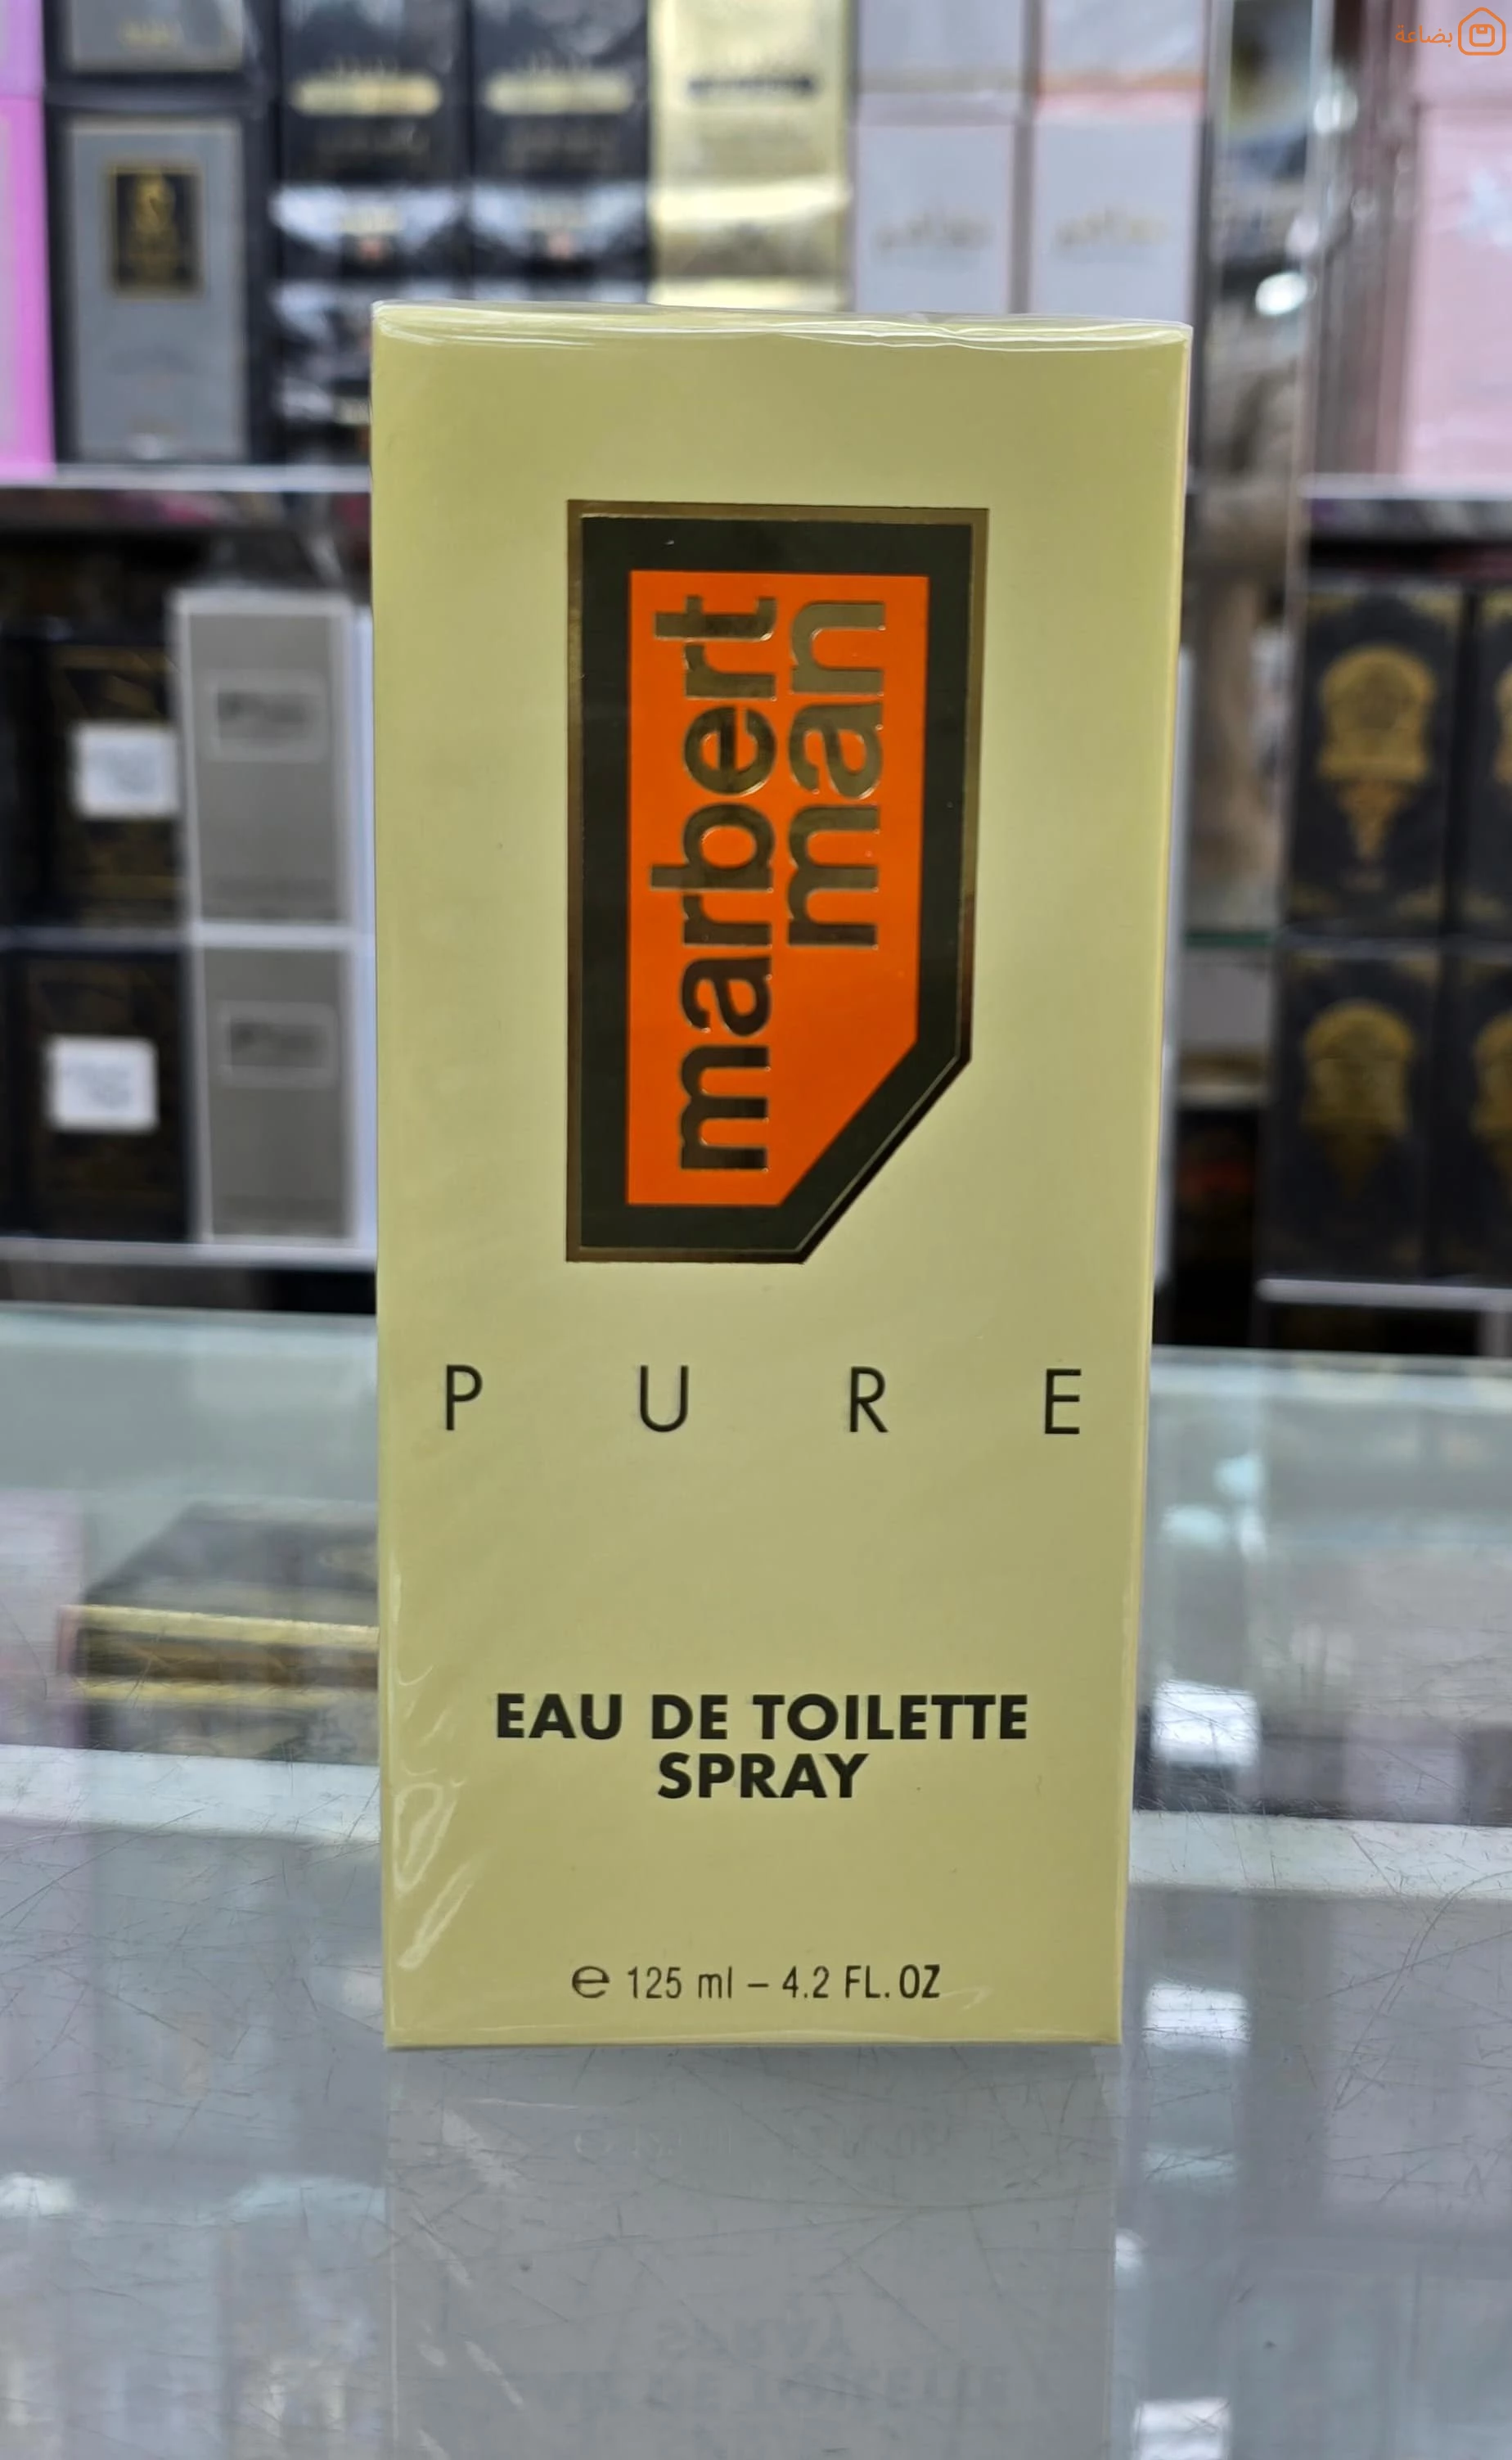 بضاعة
marbert
man
PURE
EAU DE TOILETTE
SPRAY
℮ 125 ml – 4.2 FL.OZ